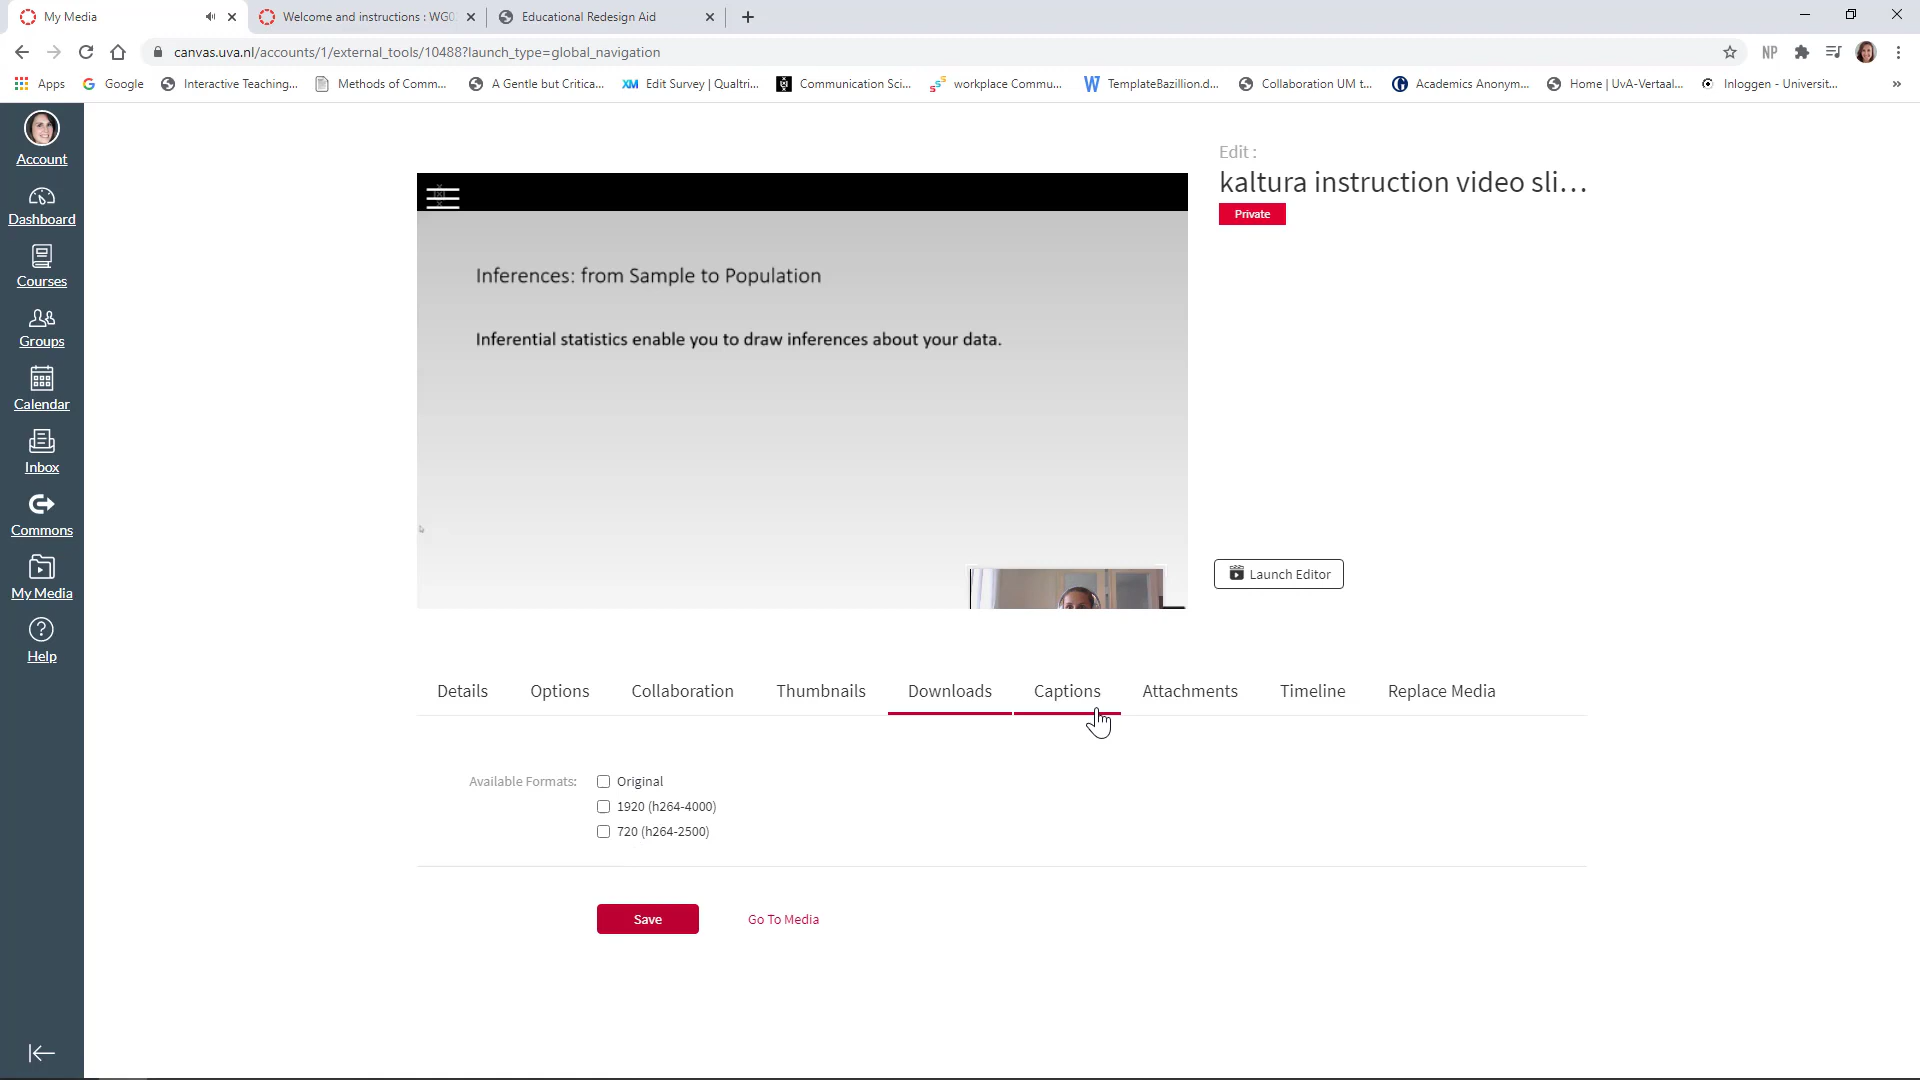 My Media
Welcome and instructions : WG0
Educational Redesign Aid
canvas.uva.nl/accounts/1/external_tools/10488?launch_type=global_navigation
NP
Apps
Google
Interactive Teaching...
Methods of Comm...
A Gentle but Critica...
XM
Edit Survey | Qualtri...
Communication Sci...
workplace Commu...
W
TemplateBazillion.d...
Collaboration UM t...
Academics Anonym...
Home | UvA-Vertaal...
Inloggen - Universit...
»
Account
Dashboard
Courses
Groups
Calendar
Inbox
Commons
My Media
Help
Inferences: from Sample to Population
Inferential statistics enable you to draw inferences about your data.
Edit :
kaltura instruction video sli...
Private
Launch Editor
Details
Options
Collaboration
Thumbnails
Downloads
Captions
Attachments
Timeline
Replace Media
Available Formats:
Original
1920 (h264-4000)
720 (h264-2500)
Save
Go To Media